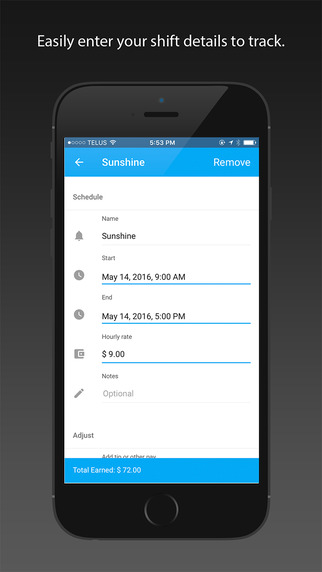 Easily enter your shift details to track.
TELUS 5:53 PM
Sunshine Remove
Schedule
Name
Sunshine
Start
May 14, 2016, 9:00 AM
End
May 14, 2016, 5:00 PM
Hourly rate
$ 9.00
Notes
Optional
Adjust
Add tip or other pay
Total Earned: $ 72.00